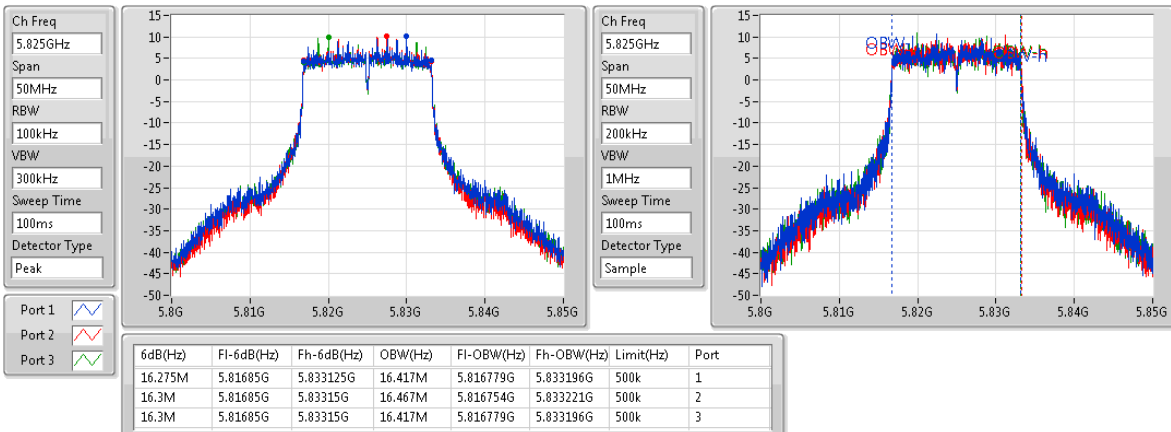 Ch Freq
5.825GHz
Span
50MHz
RBW
100kHz
VBW
300kHz
Sweep Time
100ms
Detector Type
Peak
Port 1
Port 2
Port 3
15
10
5
0
-5
-10
-15
-20
-25
-30
-35
-40
-45
-50
5.8G 5.81G 5.82G 5.83G 5.84G 5.85G
Ch Freq
5.825GHz
Span
50MHz
RBW
200kHz
VBW
1MHz
Sweep Time
100ms
Detector Type
Sample
15
10
5
0
-5
-10
-15
-20
-25
-30
-35
-40
-45
-50
5.8G 5.81G 5.82G 5.83G 5.84G 5.85G
6dB(Hz) Fl-6dB(Hz) Fh-6dB(Hz) OBW(Hz) Fl-OBW(Hz) Fh-OBW(Hz) Limit(Hz) Port
16.275M 5.81685G 5.833125G 16.417M 5.816779G 5.833196G 500k 1
16.3M 5.81685G 5.83315G 16.467M 5.816754G 5.833221G 500k 2
16.3M 5.81685G 5.83315G 16.417M 5.816779G 5.833196G 500k 3